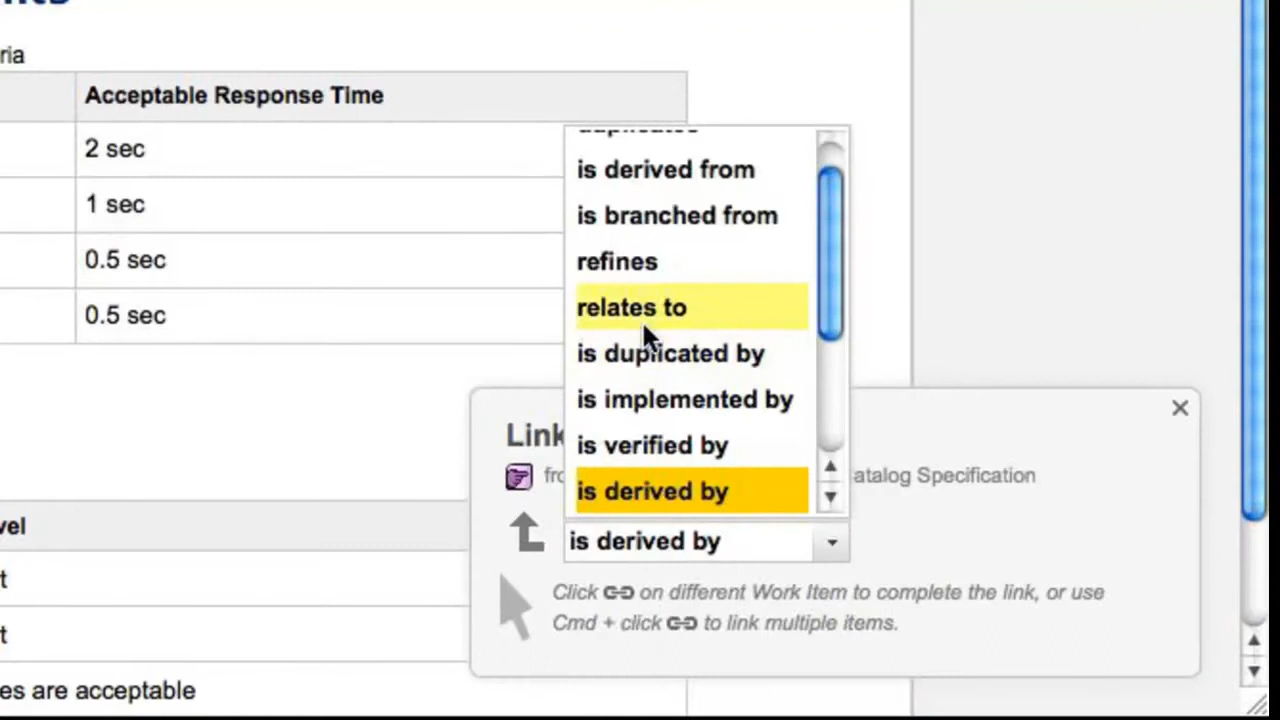 ria
Acceptable Response Time
2 sec
1 sec
0.5 sec
0.5 sec
duplicates
is derived from
is branched from
refines
relates to
is duplicated by
is implemented by
is verified by
is derived by
Link
fro
atalog Specification
is derived by
Click on different Work Item to complete the link, or use
Cmd + click to link multiple items.
vel
t
t
es are acceptable